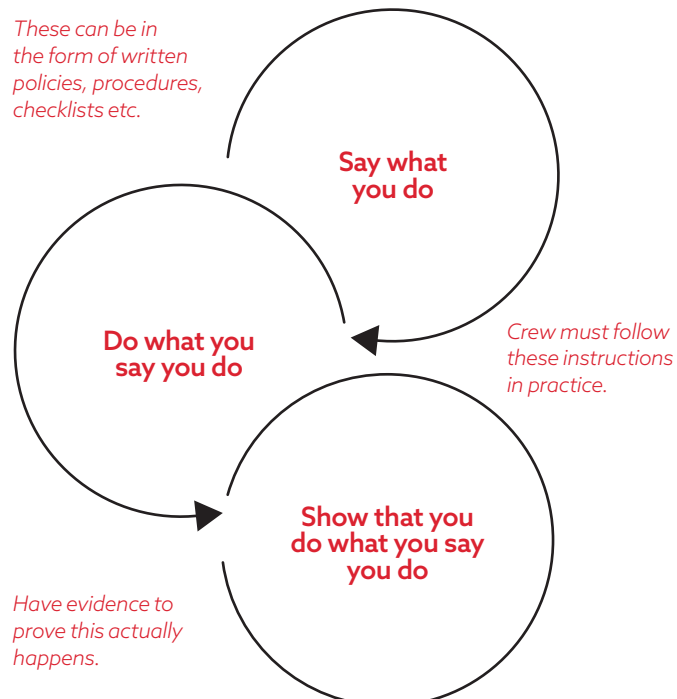 These can be in
the form of written
policies, procedures,
checklists etc.
Say what
you do
Do what you
say you do
Crew must follow
these instructions
in practice.
Show that you
do what you say
you do
Have evidence to
prove this actually
happens.